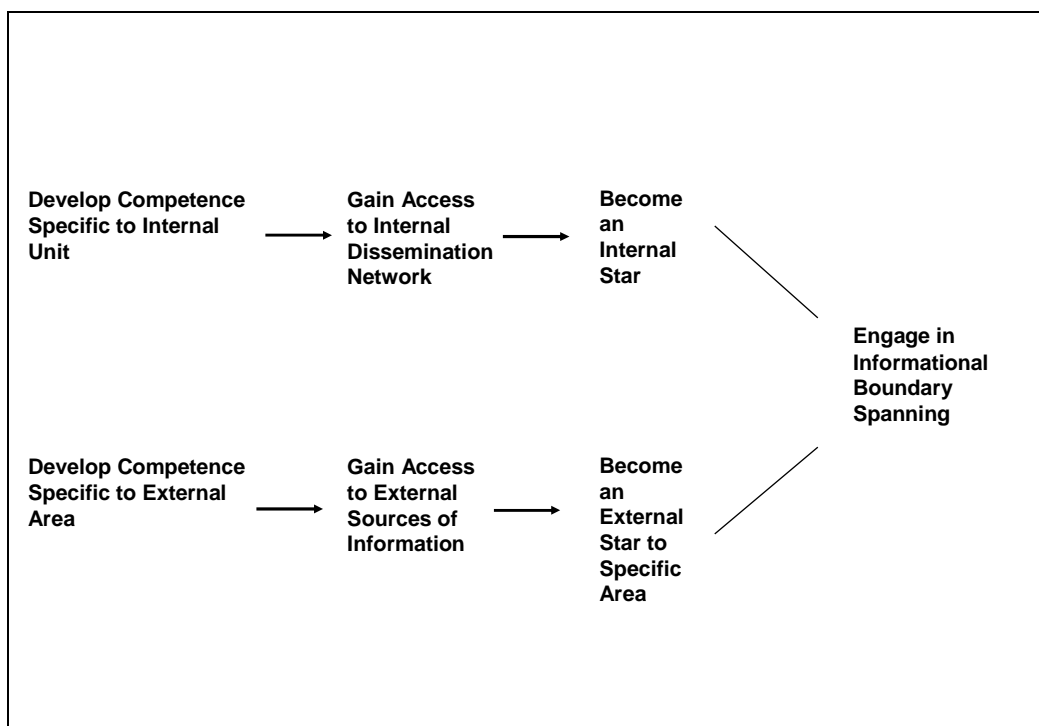 Develop Competence
Specific to Internal
Unit
Gain Access
to Internal
Dissemination
Network
Become
an
Internal
Star
Engage in
Informational
Boundary
Spanning
Develop Competence
Specific to External
Area
Gain Access
to External
Sources of
Information
Become
an
External
Star to
Specific
Area